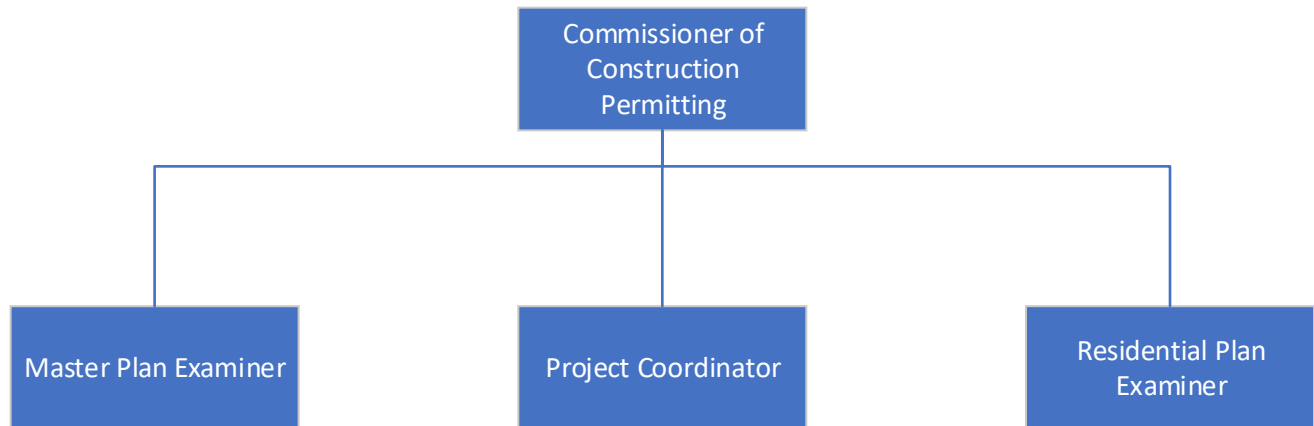 Commissioner of
Construction
Permitting
Master Plan Examiner
Project Coordinator
Residential Plan
Examiner